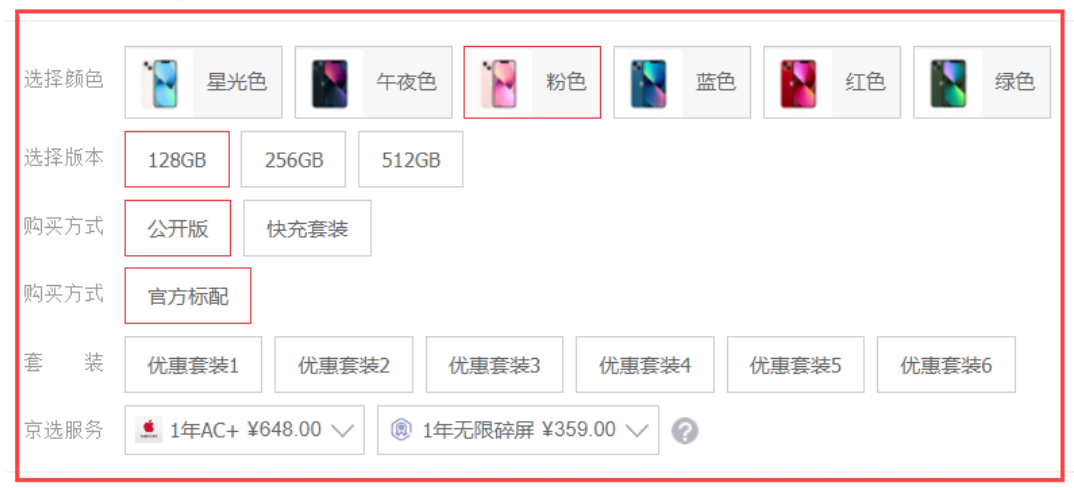 选择颜色 星光色 午夜色 粉色 蓝色 红色 绿色
选择版本 128GB 256GB 512GB
购买方式 公开版 快充套装
购买方式 官方标配
套 装 优惠套装1 优惠套装2 优惠套装3 优惠套装4 优惠套装5 优惠套装6
京选服务 1年AC+ ¥648.00 1年无限碎屏 ¥359.00 ?